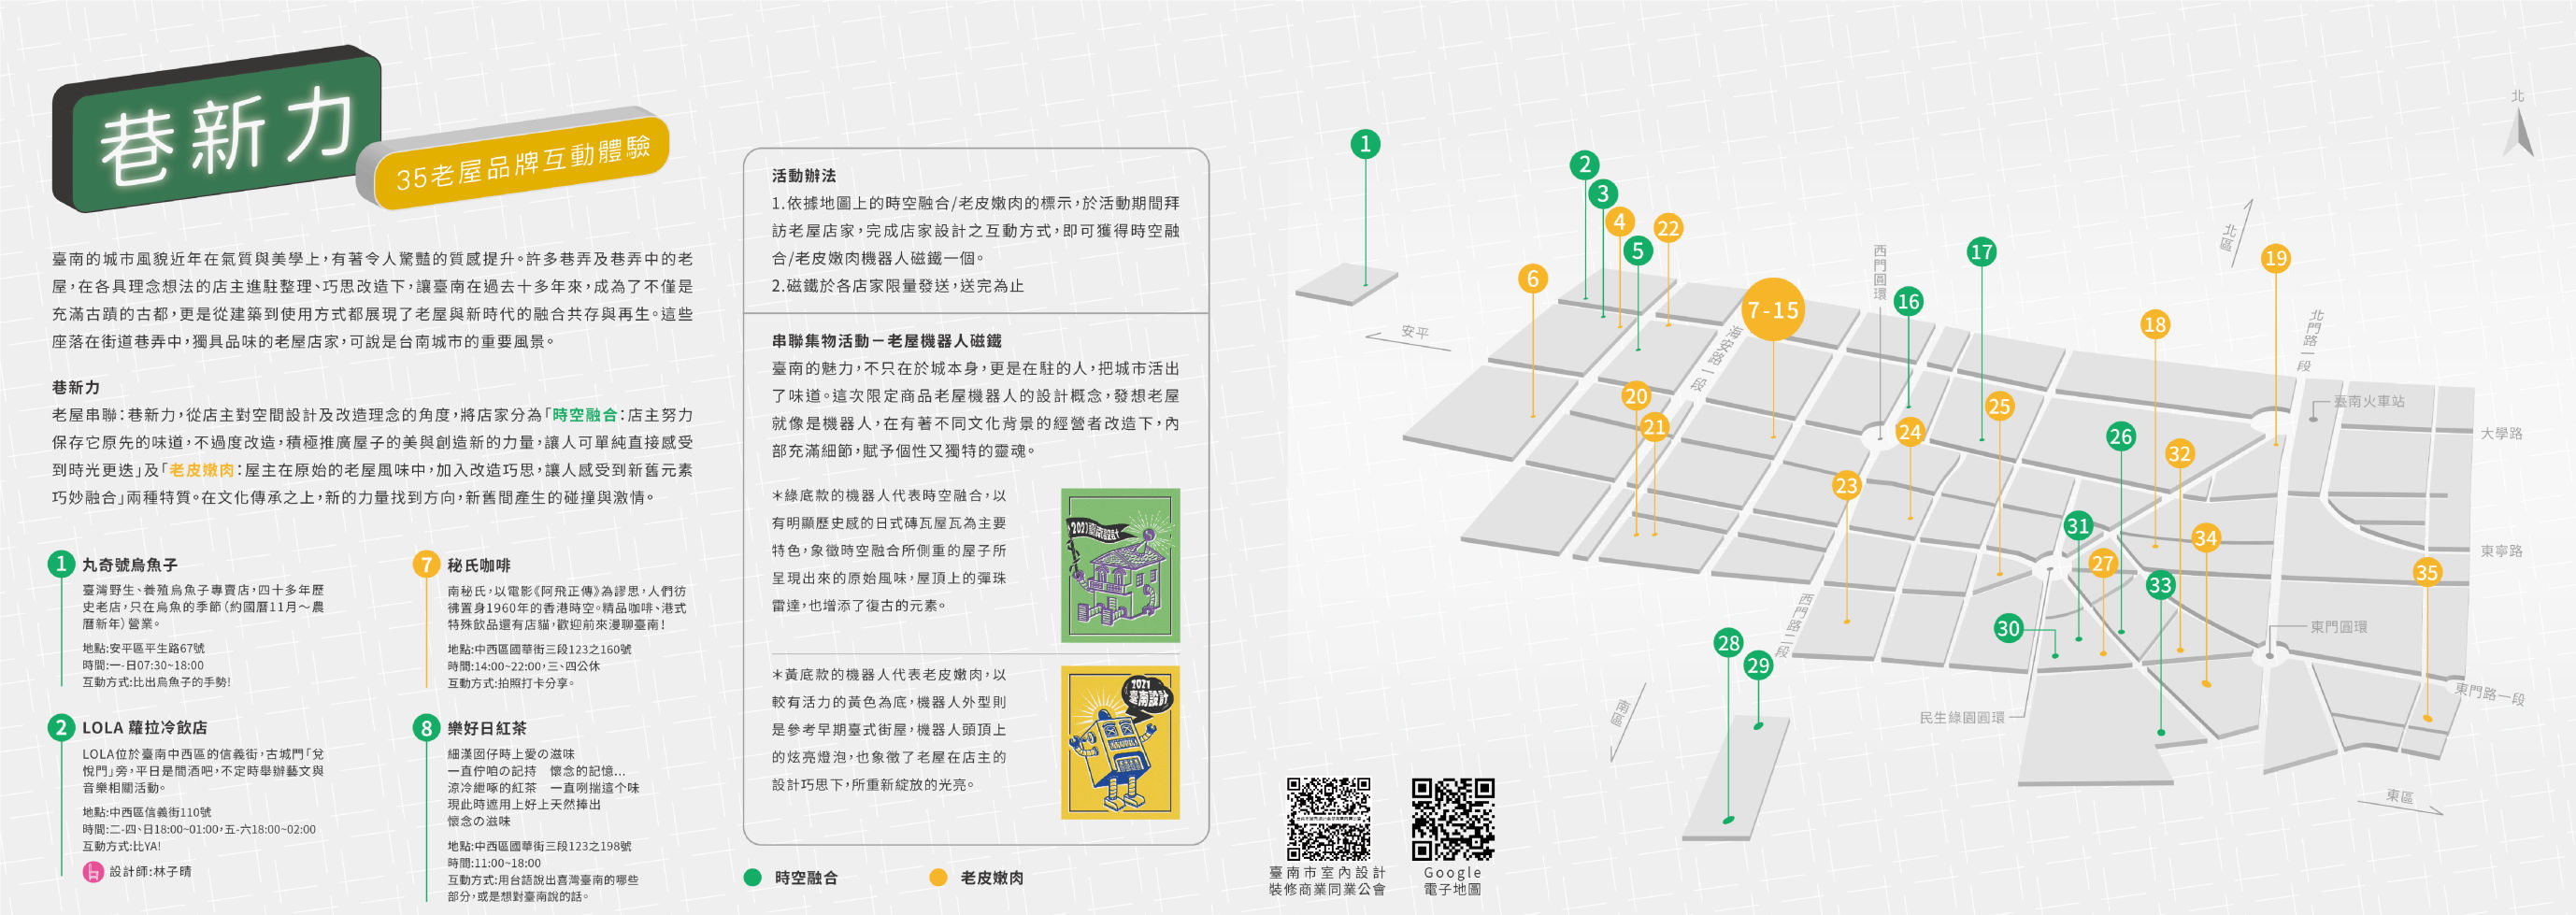 巷新力
35老屋品牌互動體驗
臺南的城市風貌近年在氣質與美學上，有著令人驚豔的質感提升。許多巷弄及巷弄中的老
屋，在各具理念想法的店主進駐整理、巧思改造下，讓臺南在過去十多年來，成為了不僅是
充滿古蹟的古都，更是從建築到使用方式都展現了老屋與新時代的融合共存與再生。這些
座落在街道巷弄中，獨具品味的老屋店家，可說是台南城市的重要風景。
巷新力
老屋串聯：巷新力，從店主對空間設計及改造理念的角度，將店家分為「時空融合：店主努力
保存它原先的味道，不過度改造，積極推廣屋子的美與創造新的力量，讓人可單純直接感受
到時光更迭」及「老皮嫩肉：屋主在原始的老屋風味中，加入改造巧思，讓人感受到新舊元素
巧妙融合」兩種特質。在文化傳承之上，新的力量找到方向，新舊間產生的碰撞與激情。
1 丸奇號烏魚子
臺灣野生、養殖烏魚子專賣店，四十多年歷
史老店，只在烏魚的季節（約國曆11月～農
曆新年）營業。
地點:安平區平生路67號
時間:一-日07:30~18:00
互動方式:比出烏魚子的手勢!
2 LOLA 蘿拉冷飲店
LOLA位於臺南中西區的信義街，古城門「兌
悅門」旁，平日是間酒吧，不定時舉辦藝文與
音樂相關活動。
地點:中西區信義街110號
時間:二-四、日18:00~01:00，五-六18:00~02:00
互動方式:比YA!
設計師:林子晴
7 秘氏咖啡
南秘氏，以電影《阿飛正傳》為謬思，人們彷
彿置身1960年的香港時空。精品咖啡、港式
特殊飲品還有店貓，歡迎前來漫聊臺南！
地點:中西區國華街三段123之160號
時間:14:00~22:00，三、四公休
互動方式:拍照打卡分享。
8 樂好日紅茶
細漢囡仔時上愛の滋味
一直佇咱の記持　懷念的記憶...
涼冷紲啄的紅茶　一直咧揣這个味
現此時遮用上好上天然捧出
懷念の滋味
地點:中西區國華街三段123之198號
時間:11:00~18:00
互動方式:用台語說出喜灣臺南的哪些
部分，或是想對臺南說的話。
活動辦法
1.依據地圖上的時空融合/老皮嫩肉的標示，於活動期間拜
訪老屋店家，完成店家設計之互動方式，即可獲得時空融
合/老皮嫩肉機器人磁鐵一個。
2.磁鐵於各店家限量發送，送完為止
串聯集物活動－老屋機器人磁鐵
臺南的魅力，不只在於城本身，更是在駐的人，把城市活出
了味道。這次限定商品老屋機器人的設計概念，發想老屋
就像是機器人，在有著不同文化背景的經營者改造下，內
部充滿細節，賦予個性又獨特的靈魂。
＊綠底款的機器人代表時空融合，以
有明顯歷史感的日式磚瓦屋瓦為主要
特色，象徵時空融合所側重的屋子所
呈現出來的原始風味，屋頂上的彈珠
雷達，也增添了復古的元素。
2021臺南設計
＊黃底款的機器人代表老皮嫩肉，以
較有活力的黃色為底，機器人外型則
是參考早期臺式街屋，機器人頭頂上
的炫亮燈泡，也象徵了老屋在店主的
設計巧思下，所重新綻放的光亮。
2021
臺南設計
時空融合
老皮嫩肉
臺南市室內設計
裝修商業同業公會
Google
電子地圖
北
1
2
3
4
5
22
6
7-15
西門圓環
16
17
北區
19
18
安平
海安路一段
北門路一段
20
21
25
24
臺南火車站
大學路
26
32
23
31
34
27
33
東寧路
35
西門路二段
30
28
29
東門圓環
東門路一段
南區
民生綠園圓環
東區